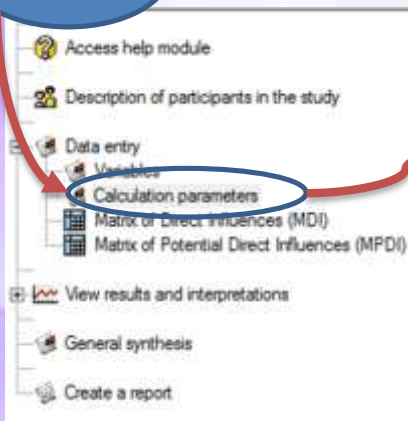 Access help module
Description of participants in the study
Data entry
Variables
Calculation parameters
Matrix of Direct Influences (MDI)
Matrix of Potential Direct Influences (MPDI)
View results and interpretations
General synthesis
Create a report